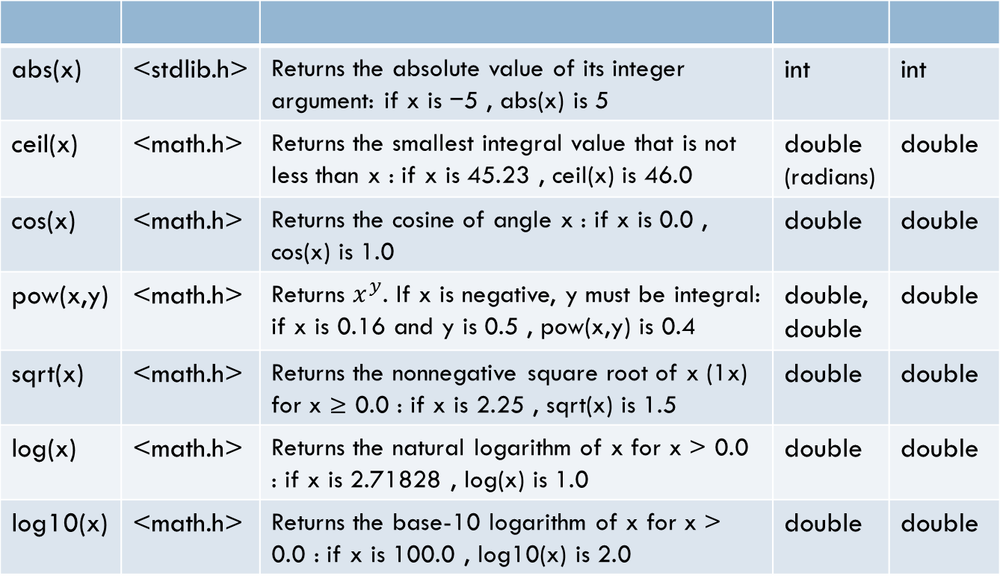 abs(x) <stdlib.h> Returns the absolute value of its integer int int
argument: if x is −5 , abs(x) is 5
ceil(x) <math.h> Returns the smallest integral value that is not double double
less than x : if x is 45.23 , ceil(x) is 46.0 (radians)
cos(x) <math.h> Returns the cosine of angle x : if x is 0.0 , double double
cos(x) is 1.0
pow(x,y) <math.h> Returns x^y. If x is negative, y must be integral: double, double
if x is 0.16 and y is 0.5 , pow(x,y) is 0.4 double
sqrt(x) <math.h> Returns the nonnegative square root of x (1x) double double
for x ≥ 0.0 : if x is 2.25 , sqrt(x) is 1.5
log(x) <math.h> Returns the natural logarithm of x for x > 0.0 double double
: if x is 2.71828 , log(x) is 1.0
log10(x) <math.h> Returns the base-10 logarithm of x for x > double double
0.0 : if x is 100.0 , log10(x) is 2.0